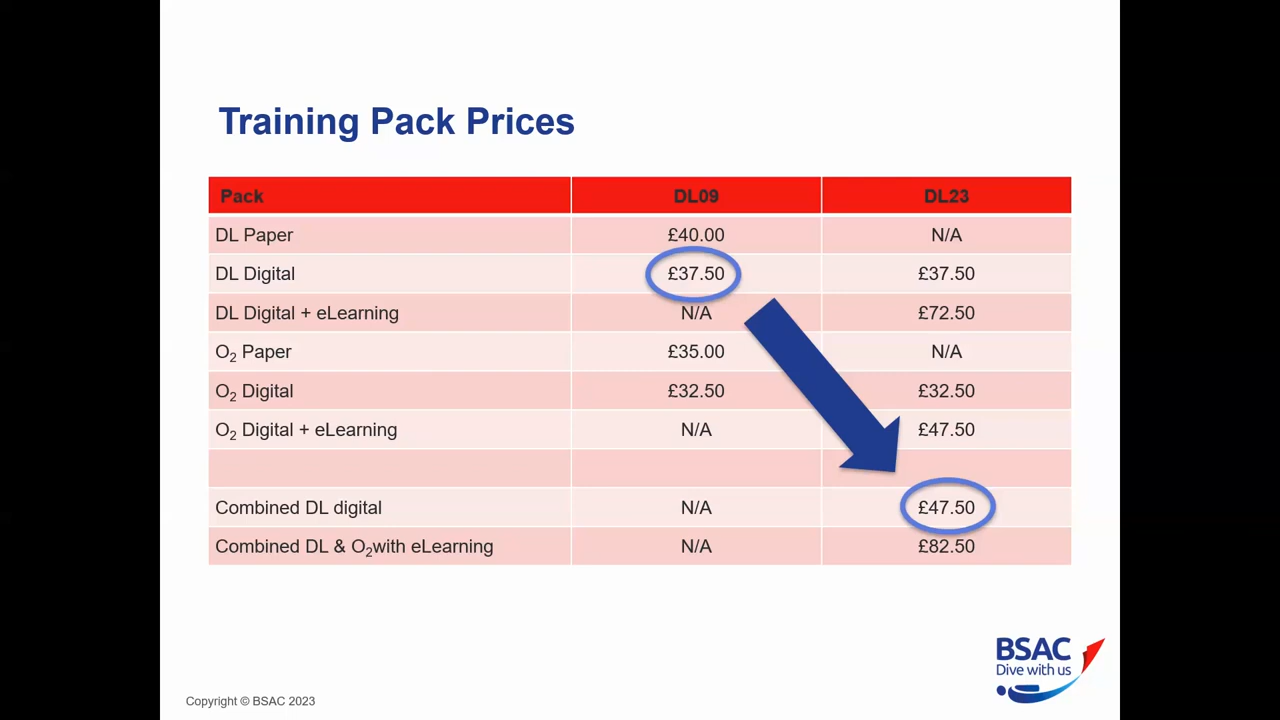 Training Pack Prices
Pack DL09 DL23
DL Paper £40.00 N/A
DL Digital £37.50 £37.50
DL Digital + eLearning N/A £72.50
O₂ Paper £35.00 N/A
O₂ Digital £32.50 £32.50
O₂ Digital + eLearning N/A £47.50
Combined DL digital N/A £47.50
Combined DL & O₂with eLearning N/A £82.50
BSAC
Dive with us
Copyright © BSAC 2023